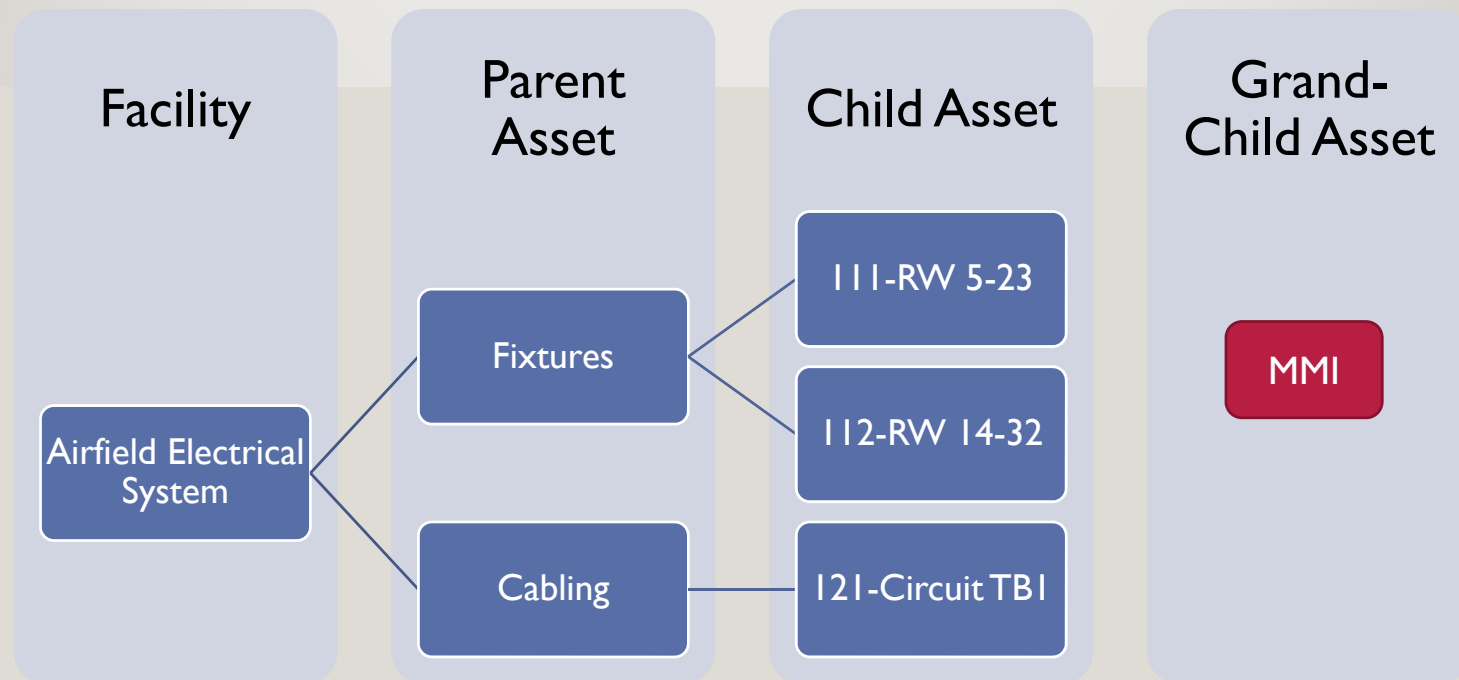 Facility
Parent
Asset
Child Asset
Grand-
Child Asset
Airfield Electrical
System
Fixtures
Cabling
111-RW 5-23
112-RW 14-32
121-Circuit TB1
MMI